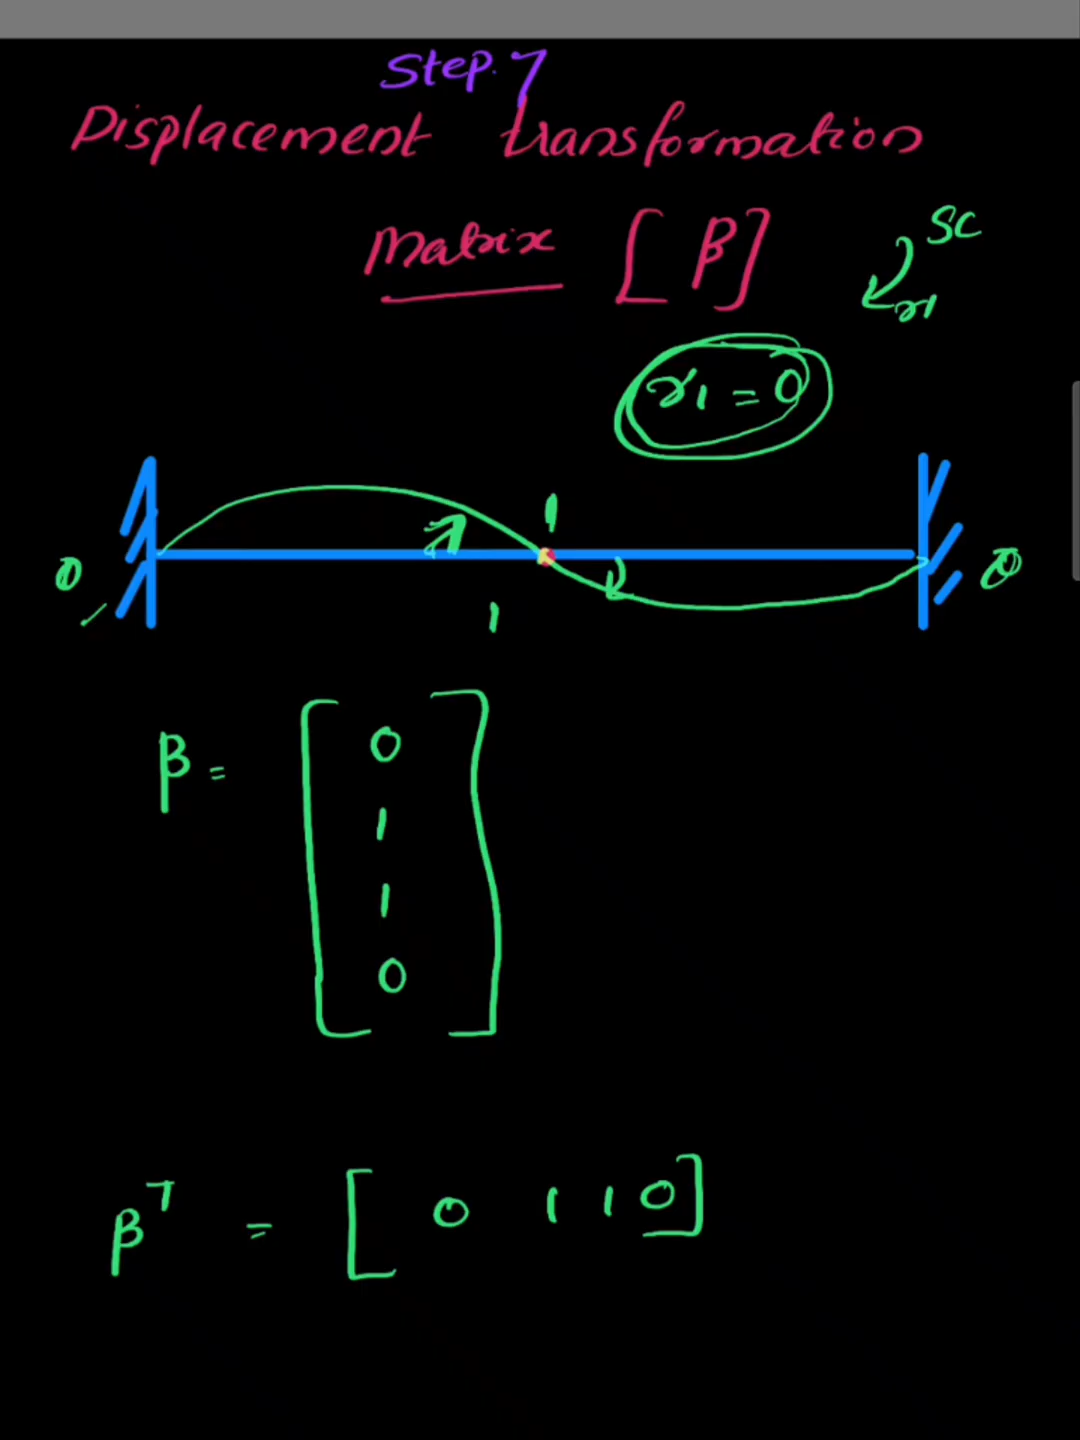 Step.7
Displacement transformation
Matrix [β]
SC
r1
r1 = 0
1
0
0
1
β =
[0
1
1
0]
β^T = [0 1 1 0]